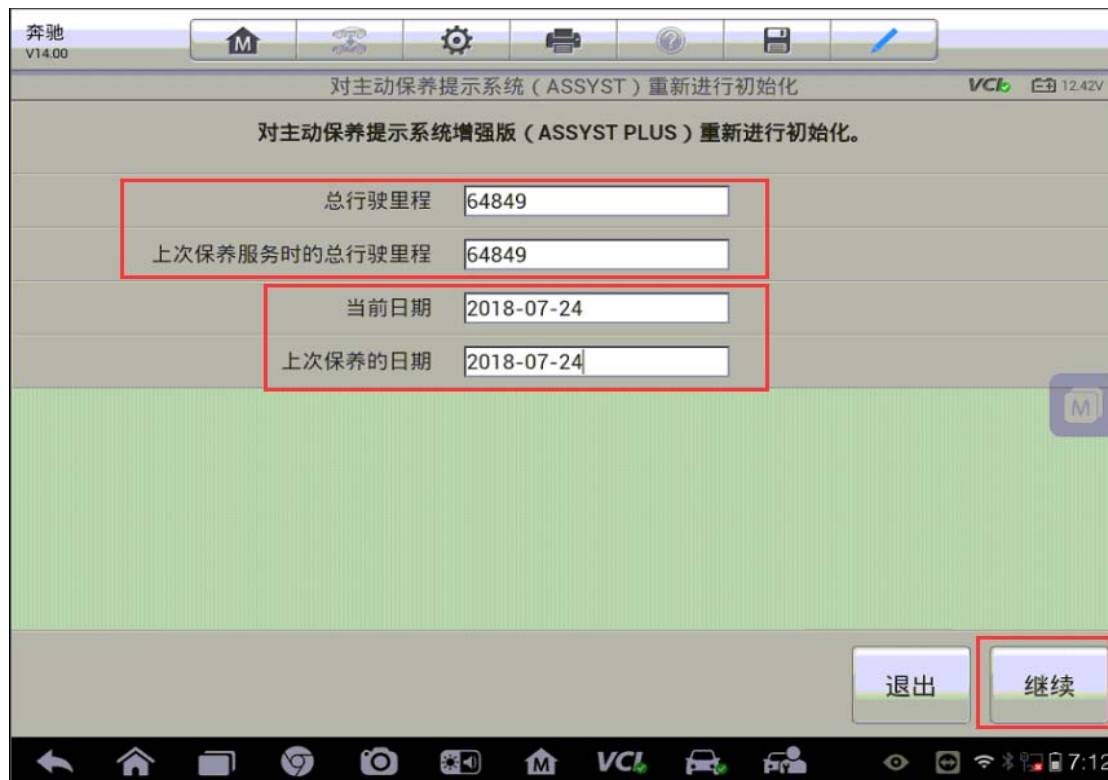 奔驰
V14.00
M
对主动保养提示系统（ASSYST）重新进行初始化
VCI
12.42V
对主动保养提示系统增强版（ASSYST PLUS）重新进行初始化。
总行驶里程 64849
上次保养服务时的总行驶里程 64849
当前日期 2018-07-24
上次保养的日期 2018-07-24
M
退出 继续
M VCI 7:12